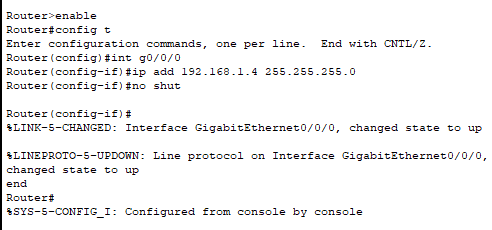 Router>enable
Router#config t
Enter configuration commands, one per line.  End with CNTL/Z.
Router(config)#int g0/0/0
Router(config-if)#ip add 192.168.1.4 255.255.255.0
Router(config-if)#no shut
Router(config-if)#
%LINK-5-CHANGED: Interface GigabitEthernet0/0/0, changed state to up
%LINEPROTO-5-UPDOWN: Line protocol on Interface GigabitEthernet0/0/0,
changed state to up
end
Router#
%SYS-5-CONFIG_I: Configured from console by console